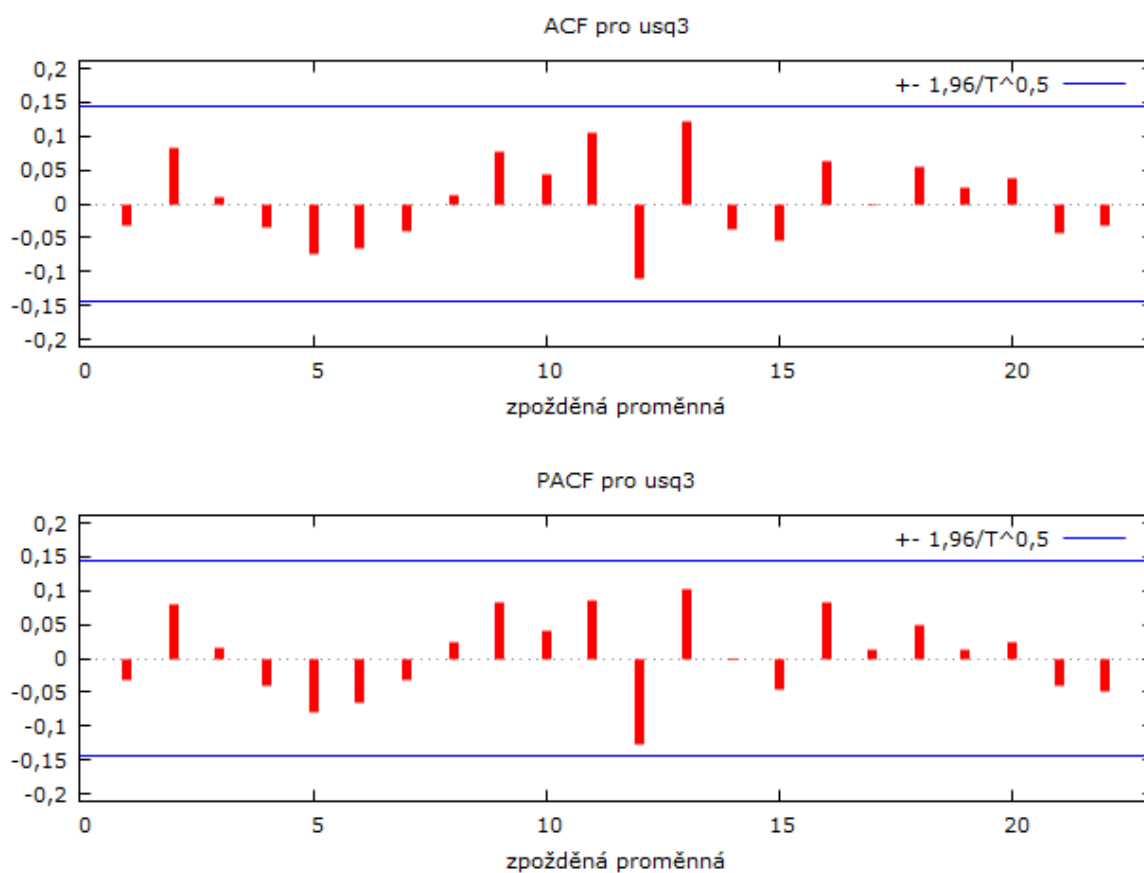 ACF pro usq3
+- 1,96/T^0,5
0,2
0,15
0,1
0,05
0
-0,05
-0,1
-0,15
-0,2
0 5 10 15 20
zpožděná proměnná
PACF pro usq3
+- 1,96/T^0,5
0,2
0,15
0,1
0,05
0
-0,05
-0,1
-0,15
-0,2
0 5 10 15 20
zpožděná proměnná